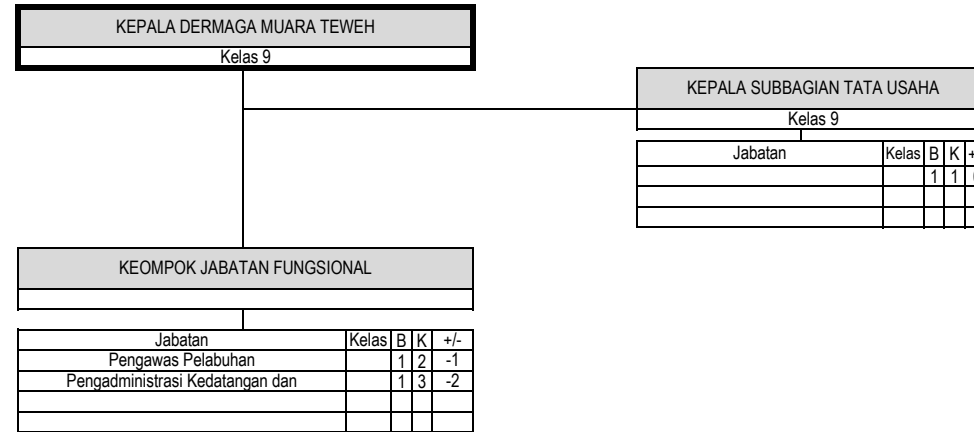 KEPALA DERMAGA MUARA TEWEH
Kelas 9
KEPALA SUBBAGIAN TATA USAHA
Kelas 9
Jabatan Kelas B K
1 1
KEOMPOK JABATAN FUNGSIONAL
Jabatan Kelas B K +/-
Pengawas Pelabuhan 1 2 -1
Pengadministrasi Kedatangan dan 1 3 -2